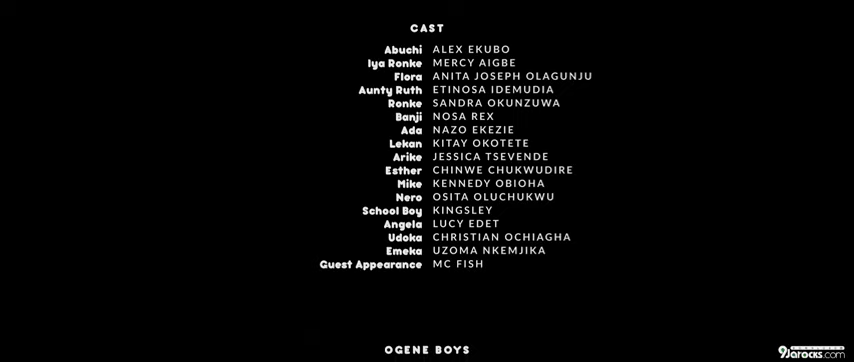 CAST
Abuchi ALEX EKUBO
Iya Ronke MERCY AIGBE
Flora ANITA JOSEPH OLAGUNJU
Aunty Ruth ETINOSA IDEMUDIA
Ronke SANDRA OKUNZUWA
Banji NOSA REX
Ada NAZO EKEZIE
Lekan KITAY OKOTETE
Arike JESSICA TSEVENDE
Esther CHINWE CHUKWUDIRE
Mike KENNEDY OBIOHA
Nero OSITA OLUCHUKWU
School Boy KINGSLEY
Angela LUCY EDET
Udoka CHRISTIAN OCHIAGHA
Emeka UZOMA NKEMJIKA
Guest Appearance MC FISH
OGENE BOYS
9jarocks.com